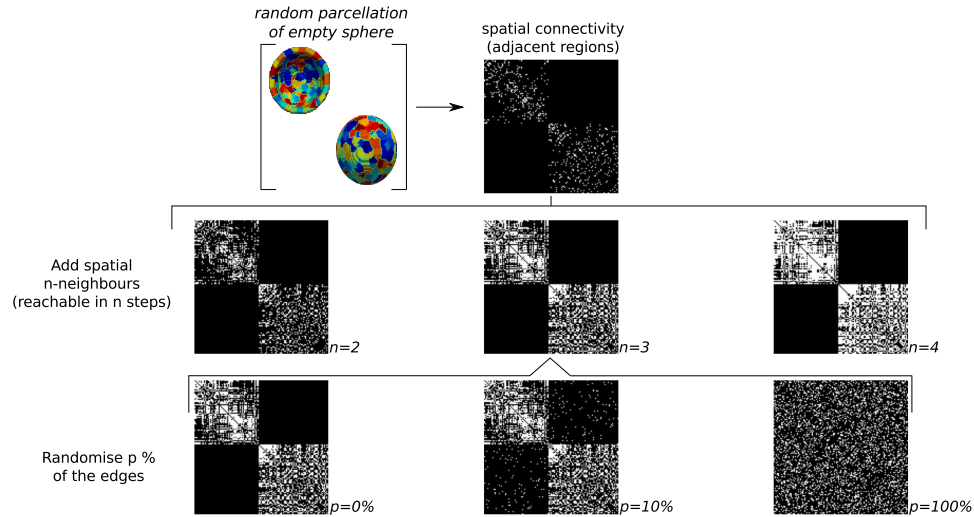 random parcellation
of empty sphere
spatial connectivity
(adjacent regions)
Add spatial
n-neighbours
(reachable in n steps)
n=2
n=3
n=4
Randomise p %
of the edges
p=0%
p=10%
p=100%